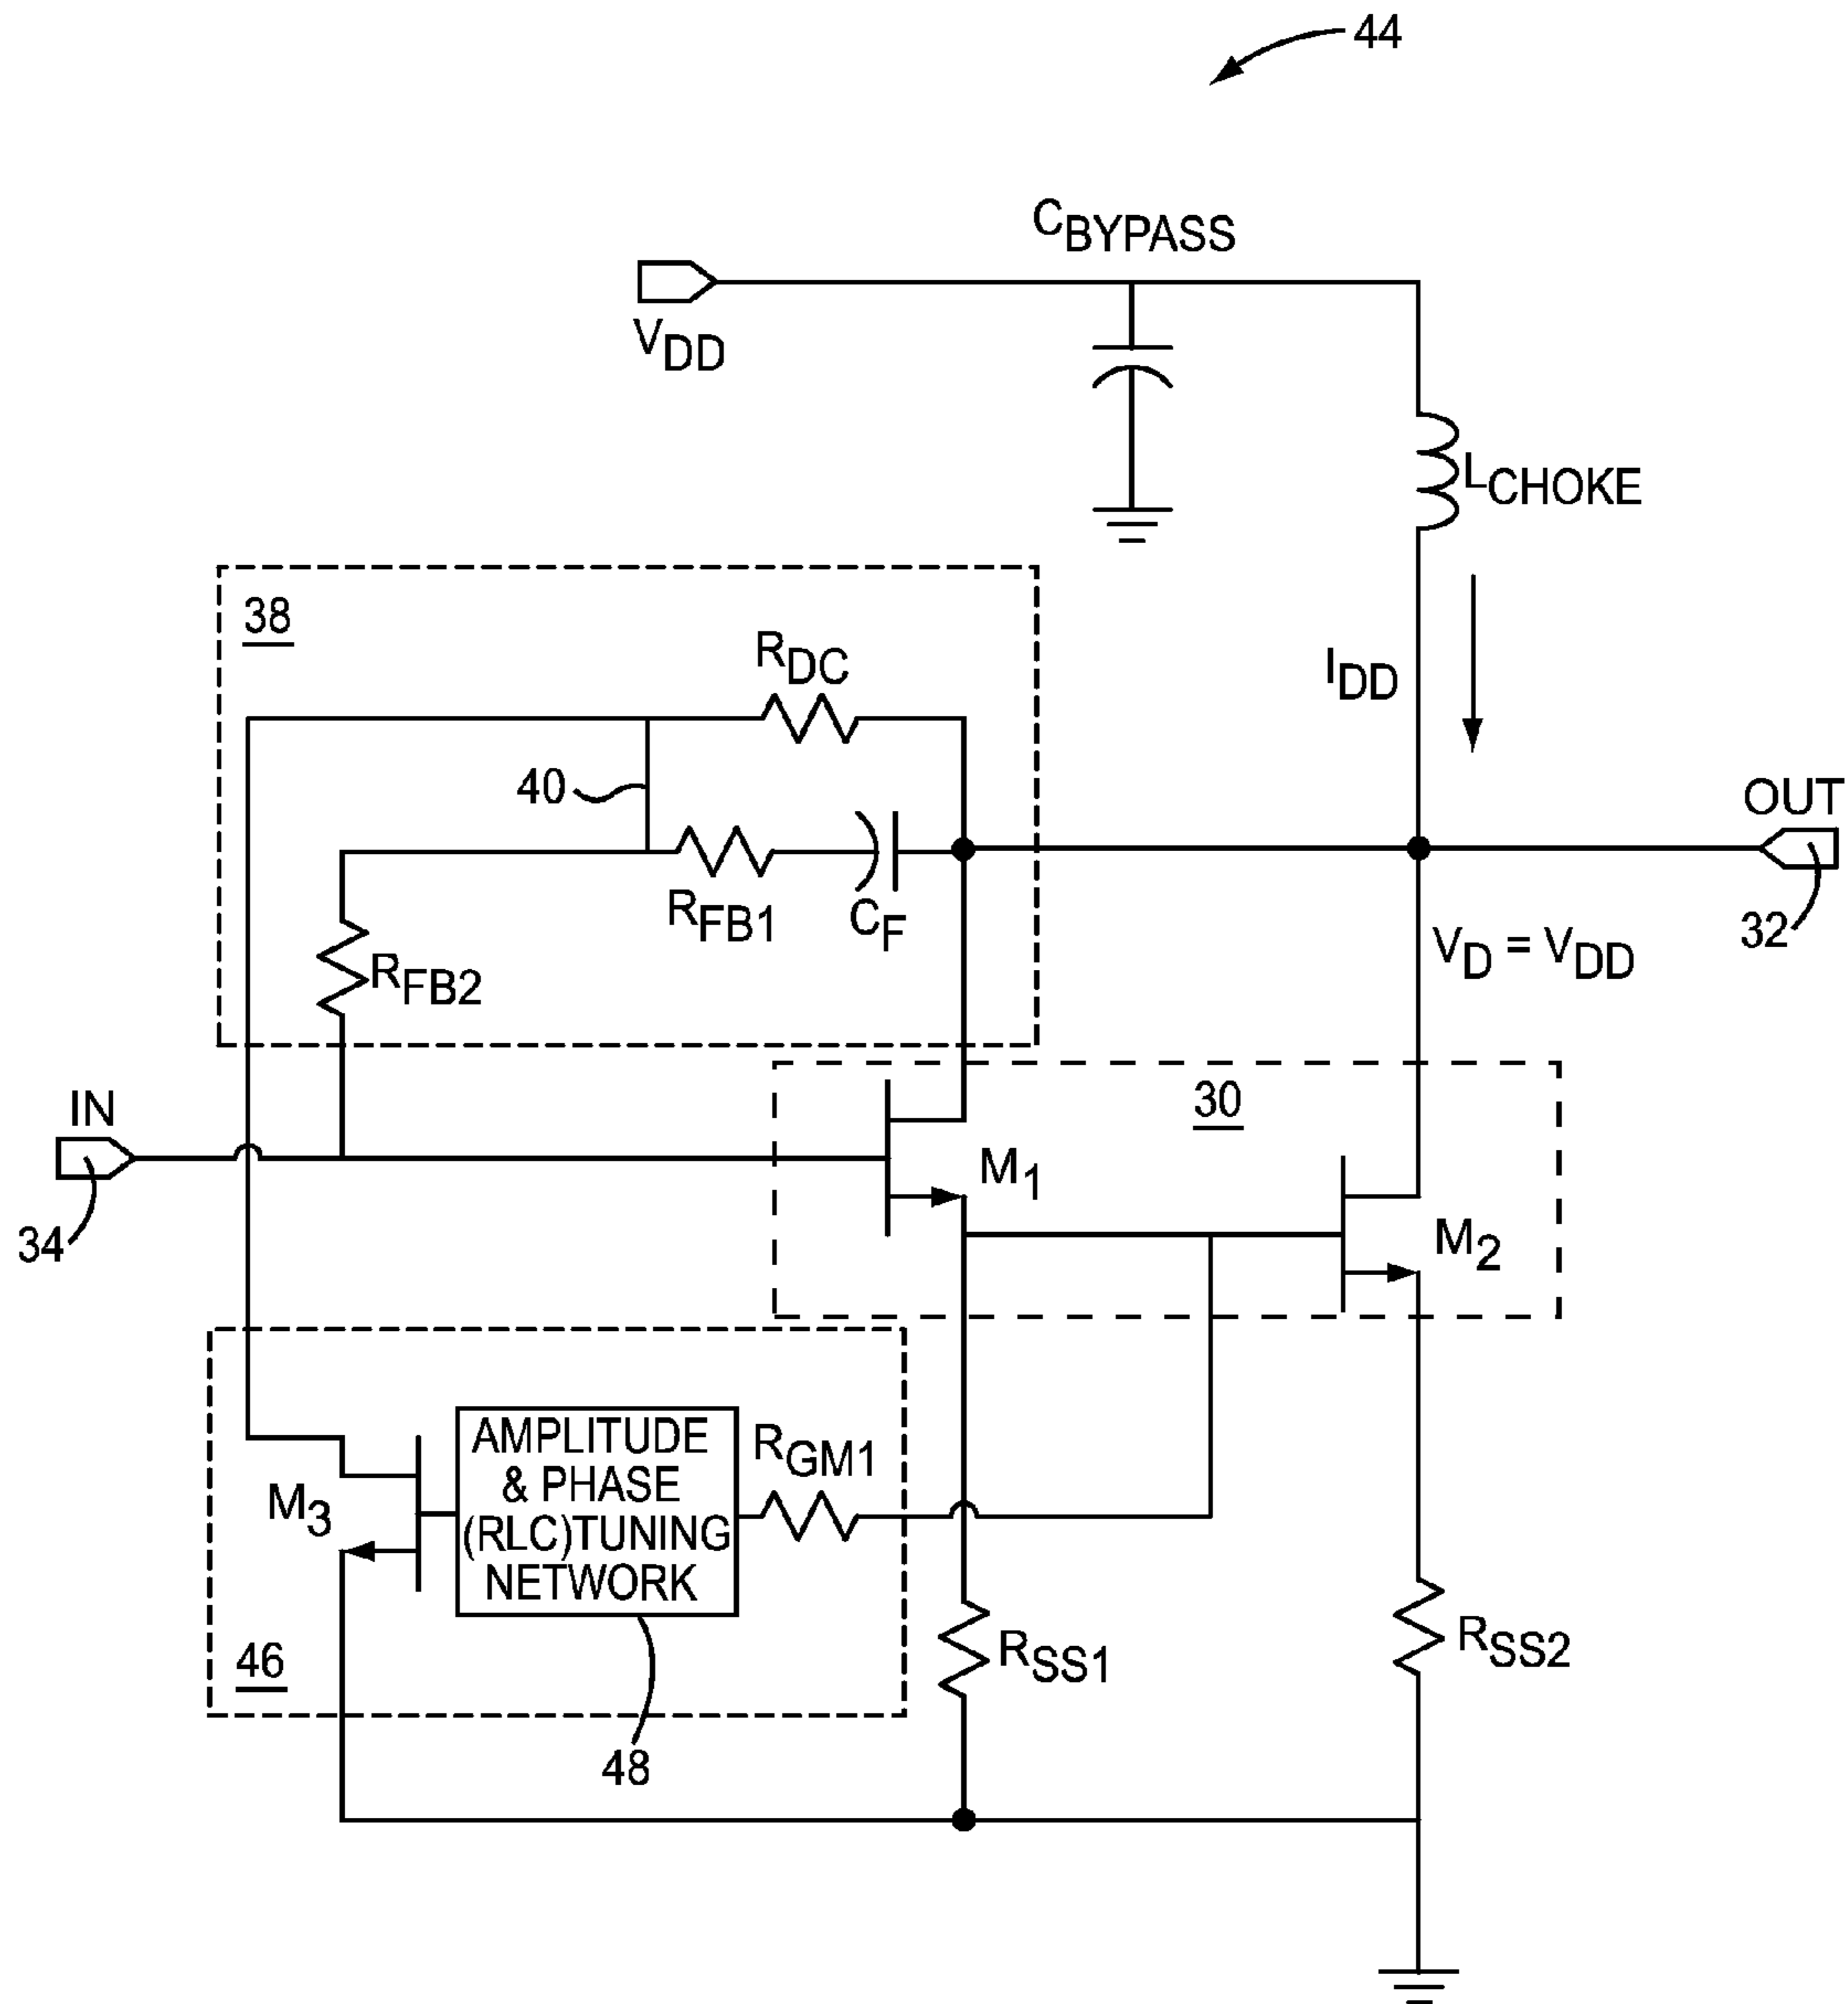 44
CBYPASS
VDD
LCHOKE
38
RDC
IDD
40
OUT
RFB1
CF
32
VD = VDD
RFB2
IN
30
M1
34
M2
AMPLITUDE
& PHASE
(RLC)TUNING
NETWORK
RGM1
M3
RSS1
RSS2
46
48